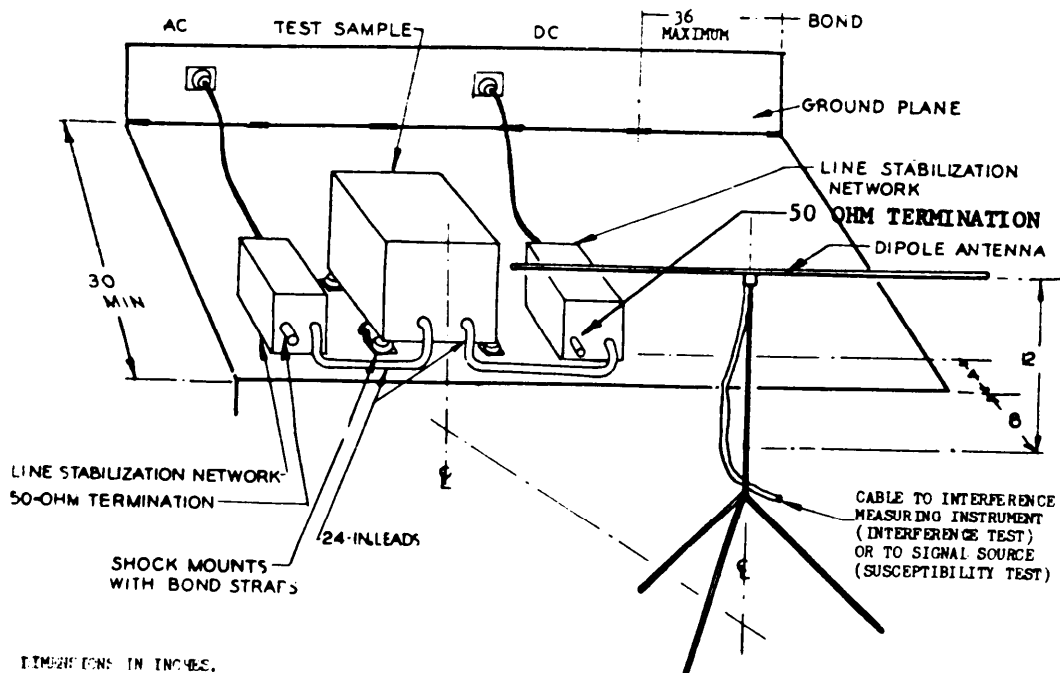 AC
TEST SAMPLE
DC
36
MAXIMUM
BOND
GROUND PLANE
LINE STABILIZATION
NETWORK
50 OHM TERMINATION
DIPOLE ANTENNA
30
MIN
12
4
8
LINE STABILIZATION NETWORK
50-OHM TERMINATION
24-IN.LEADS
SHOCK MOUNTS
WITH BOND STRAPS
℄
℄
CABLE TO INTERFERENCE
MEASURING INSTRUMENT
(INTERFERENCE TEST)
OR TO SIGNAL SOURCE
(SUSCEPTIBILITY TEST)
DIMENSIONS IN INCHES.